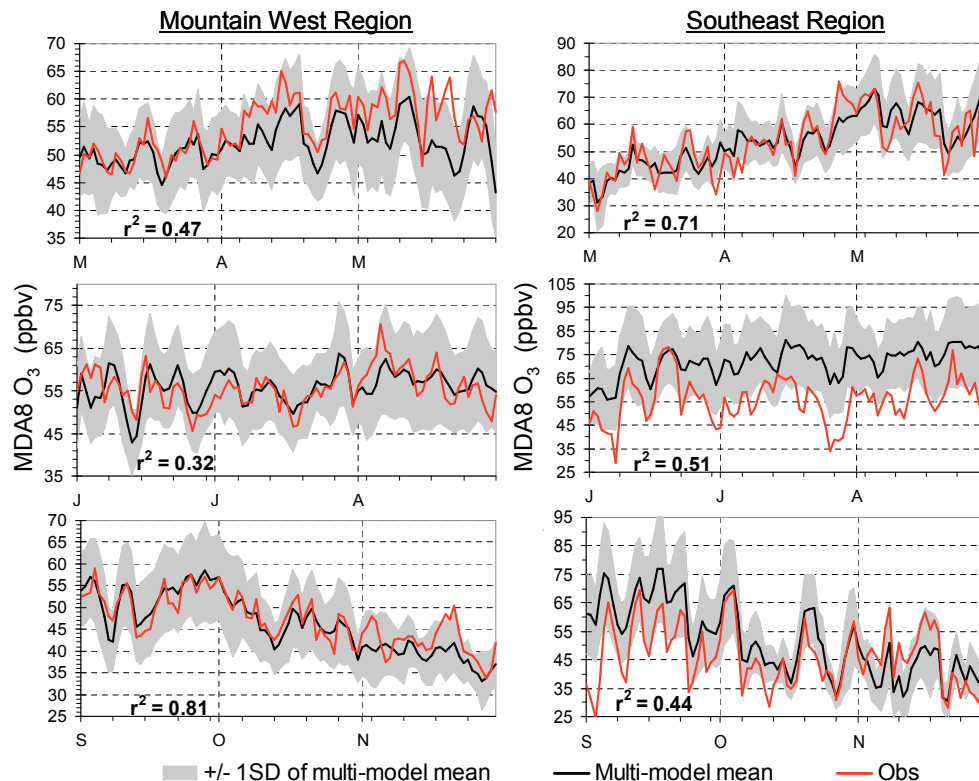 Mountain West Region
Southeast Region
MDA8 O3 (ppbv)
70
65
60
55
50
45
40
35
r2 = 0.47
M A M
90
80
70
60
50
40
30
20
r2 = 0.71
M A M
75
65
55
45
35
r2 = 0.32
J J A
MDA8 O3 (ppbv)
105
95
85
75
65
55
45
35
25
r2 = 0.51
J J A
70
65
60
55
50
45
40
35
30
25
r2 = 0.81
S O N
95
85
75
65
55
45
35
25
r2 = 0.44
S O N
+/- 1SD of multi-model mean
Multi-model mean
Obs